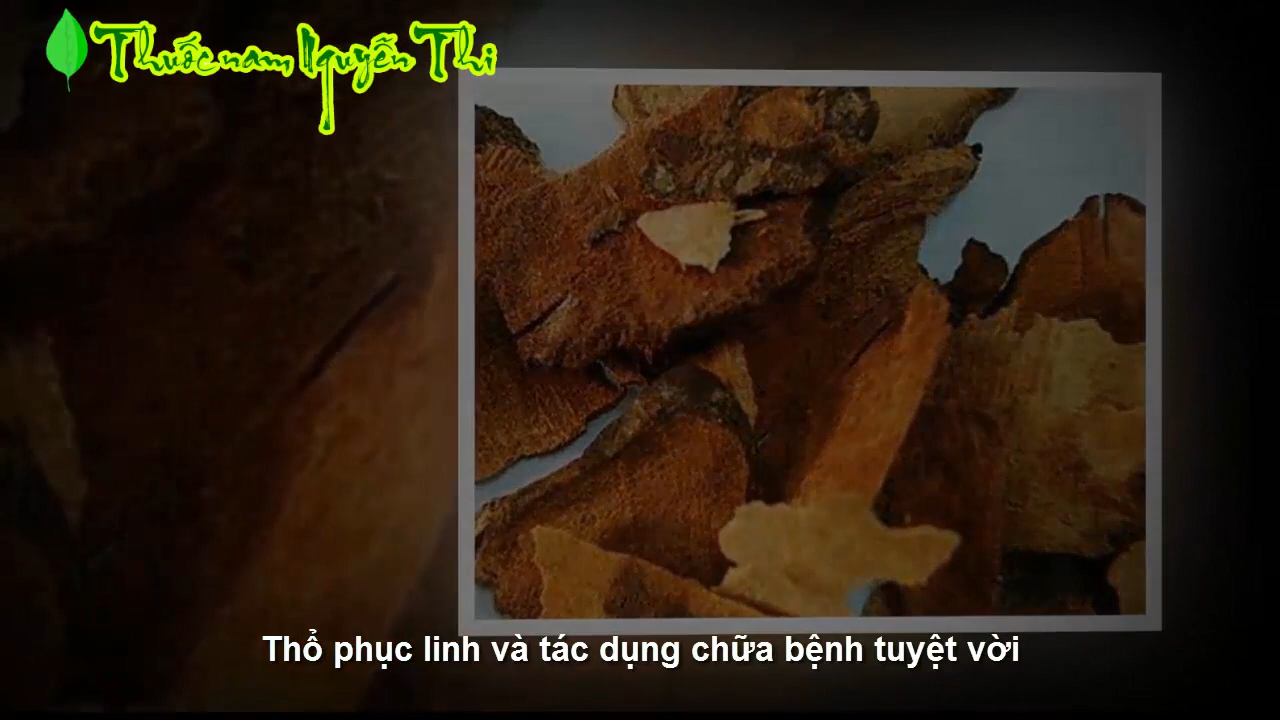 Thuốc nam Nguyễn Thi
Thổ phục linh và tác dụng chữa bệnh tuyệt vời